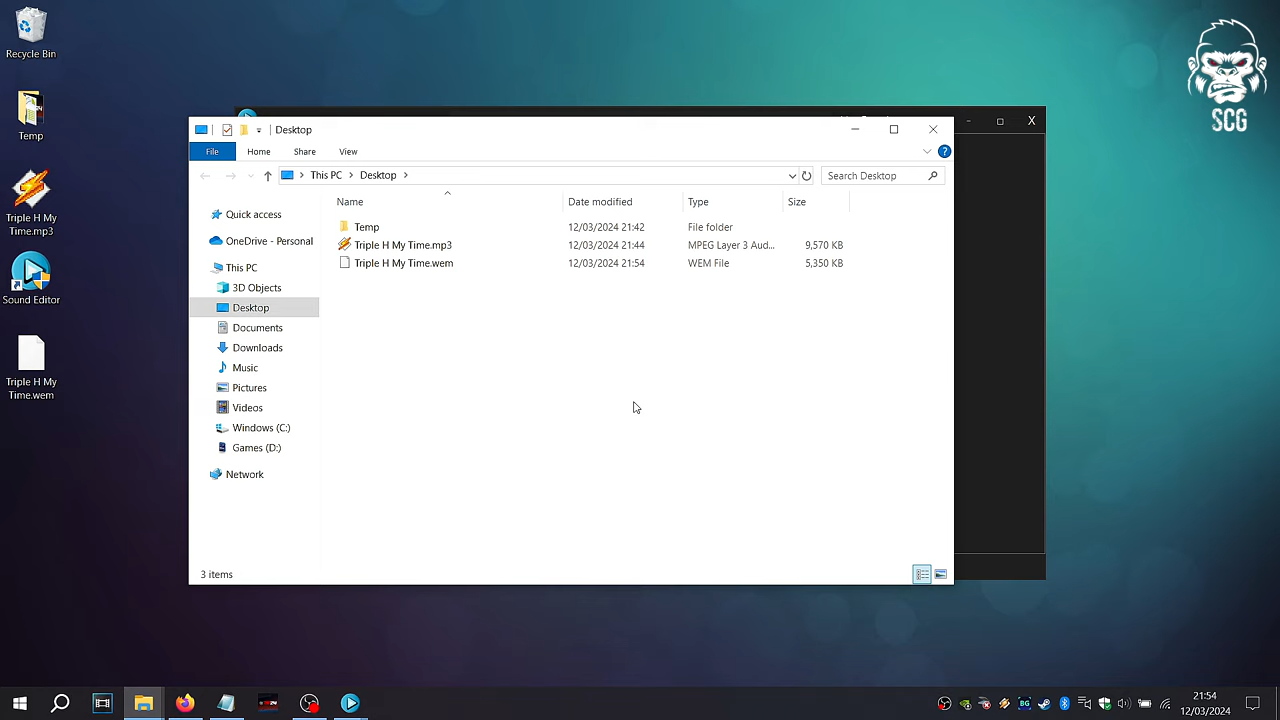 Recycle Bin
Temp
Triple H My
Time.mp3
Sound Editor
Triple H My
Time.wem
SCG
X
Desktop
File
Home
Share
View
This PC
Desktop
Search Desktop
Name
Date modified
Type
Size
Temp
12/03/2024 21:42
File folder
Triple H My Time.mp3
12/03/2024 21:44
MPEG Layer 3 Aud...
9,570 KB
Triple H My Time.wem
12/03/2024 21:54
WEM File
5,350 KB
Quick access
OneDrive - Personal
This PC
3D Objects
Desktop
Documents
Downloads
Music
Pictures
Videos
Windows (C:)
Games (D:)
Network
3 items
21:54
12/03/2024